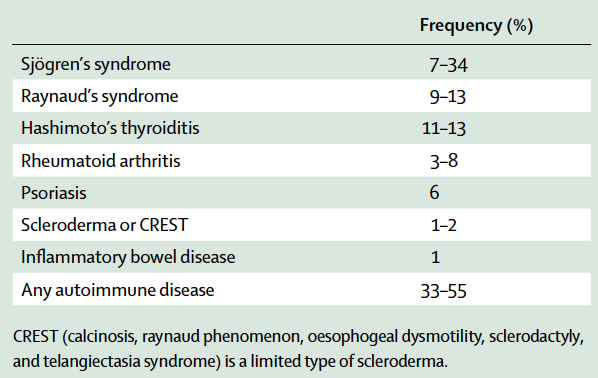 Frequency (%)
Sjögren's syndrome 7–34
Raynaud's syndrome 9–13
Hashimoto's thyroiditis 11–13
Rheumatoid arthritis 3–8
Psoriasis 6
Scleroderma or CREST 1–2
Inflammatory bowel disease 1
Any autoimmune disease 33–55
CREST (calcinosis, raynaud phenomenon, oesophogeal dysmotility, sclerodactyly,
and telangiectasia syndrome) is a limited type of scleroderma.